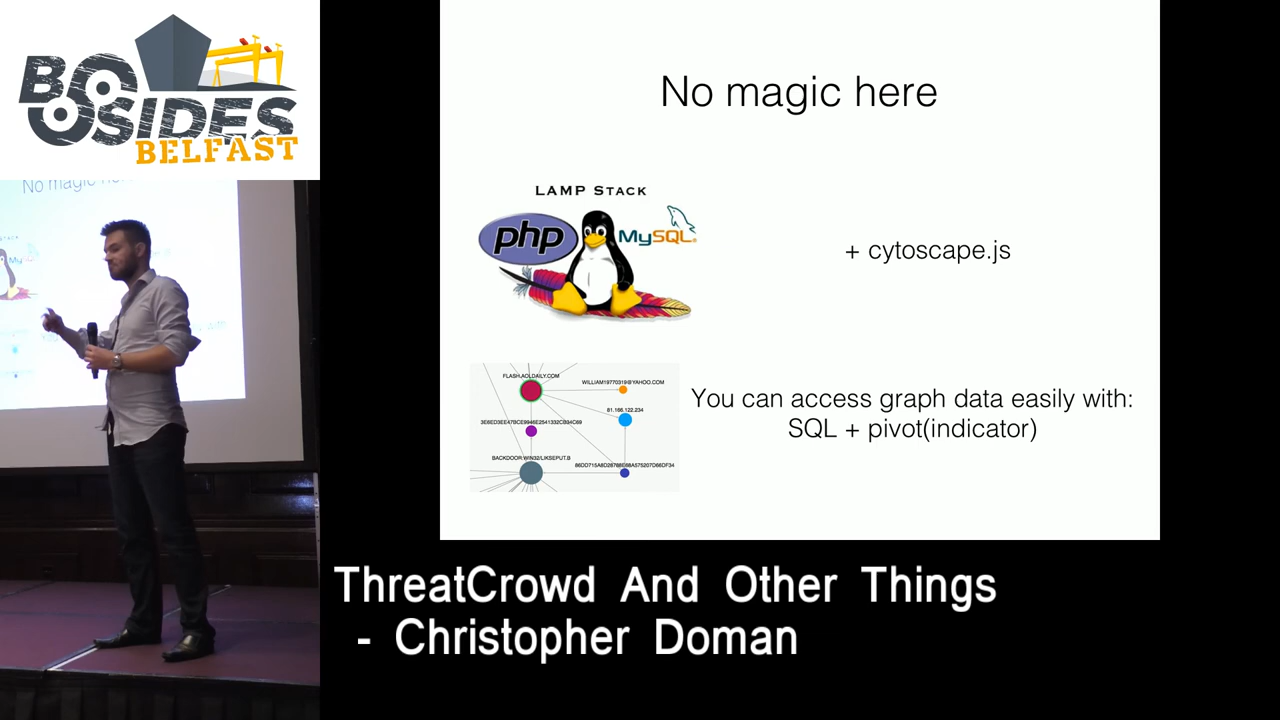 BSIDES
BELFAST
No magic here
LAMP STACK
php
MySQL
+ cytoscape.js
FLASH.AOLDAILY.COM
WILLIAM19770319@YAHOO.COM
81.166.122.234
BACKDOOR:WIN32/LIKSEPUT.B
You can access graph data easily with:
SQL + pivot(indicator)
ThreatCrowd And Other Things
- Christopher Doman